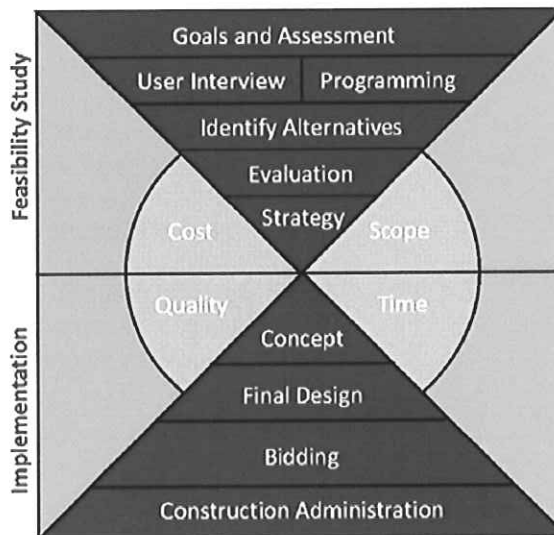 Feasibility Study
Goals and Assessment
User Interview
Programming
Identify Alternatives
Evaluation
Strategy
Cost
Scope
Quality
Time
Implementation
Concept
Final Design
Bidding
Construction Administration